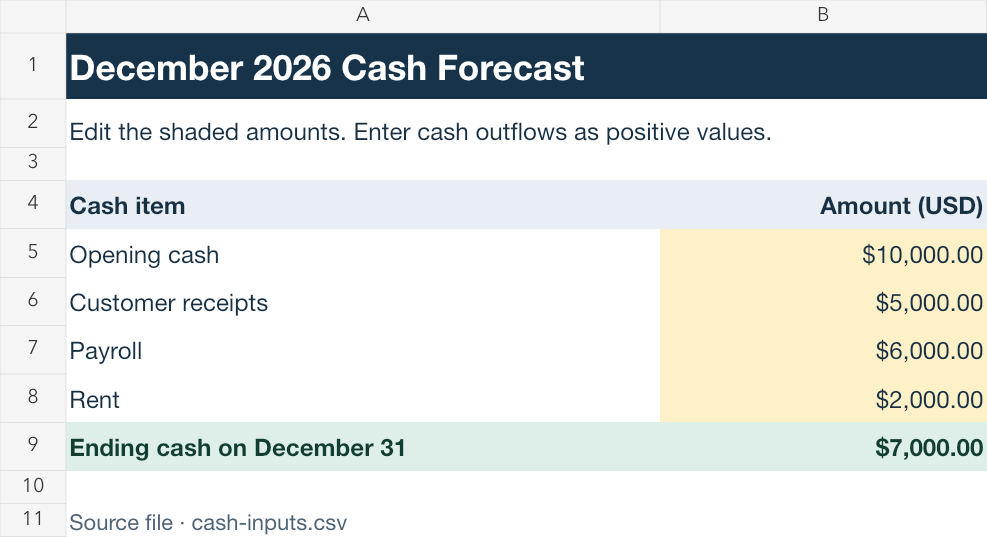 A B
1 December 2026 Cash Forecast
2 Edit the shaded amounts. Enter cash outflows as positive values.
3
4 Cash item Amount (USD)
5 Opening cash $10,000.00
6 Customer receipts $5,000.00
7 Payroll $6,000.00
8 Rent $2,000.00
9 Ending cash on December 31 $7,000.00
10
11 Source file · cash-inputs.csv